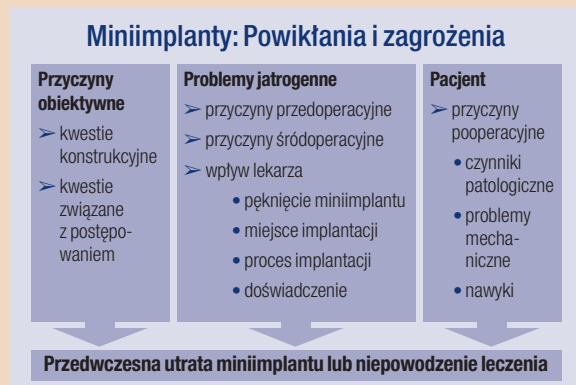 Miniimplanty: Powikłania i zagrożenia
Przyczyny
obiektywne
➢ kwestie
konstrukcyjne
➢ kwestie
związane
z postępo-
waniem
Problemy jatrogenne
➢ przyczyny przedoperacyjne
➢ przyczyny śródoperacyjne
➢ wpływ lekarza
• pęknięcie miniimplantu
• miejsce implantacji
• proces implantacji
• doświadczenie
Pacjent
➢ przyczyny
pooperacyjne
• czynniki
patologiczne
• problemy
mecha-
niczne
• nawyki
Przedwczesna utrata miniimplantu lub niepowodzenie leczenia